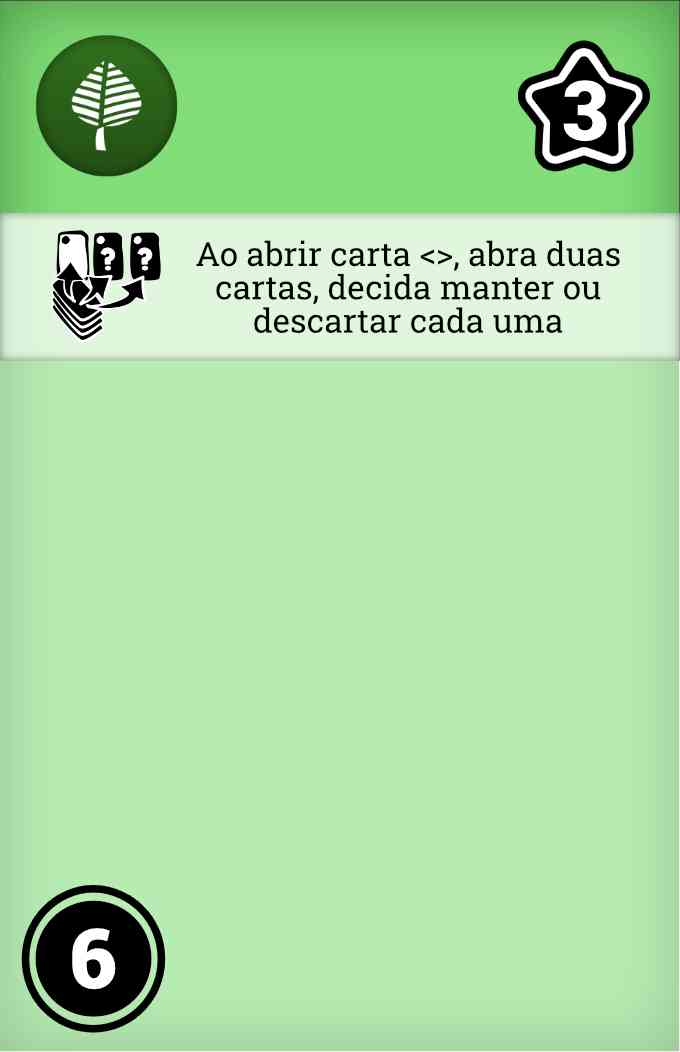 3
? ?
Ao abrir carta <>, abra duas
cartas, decida manter ou
descartar cada uma
6